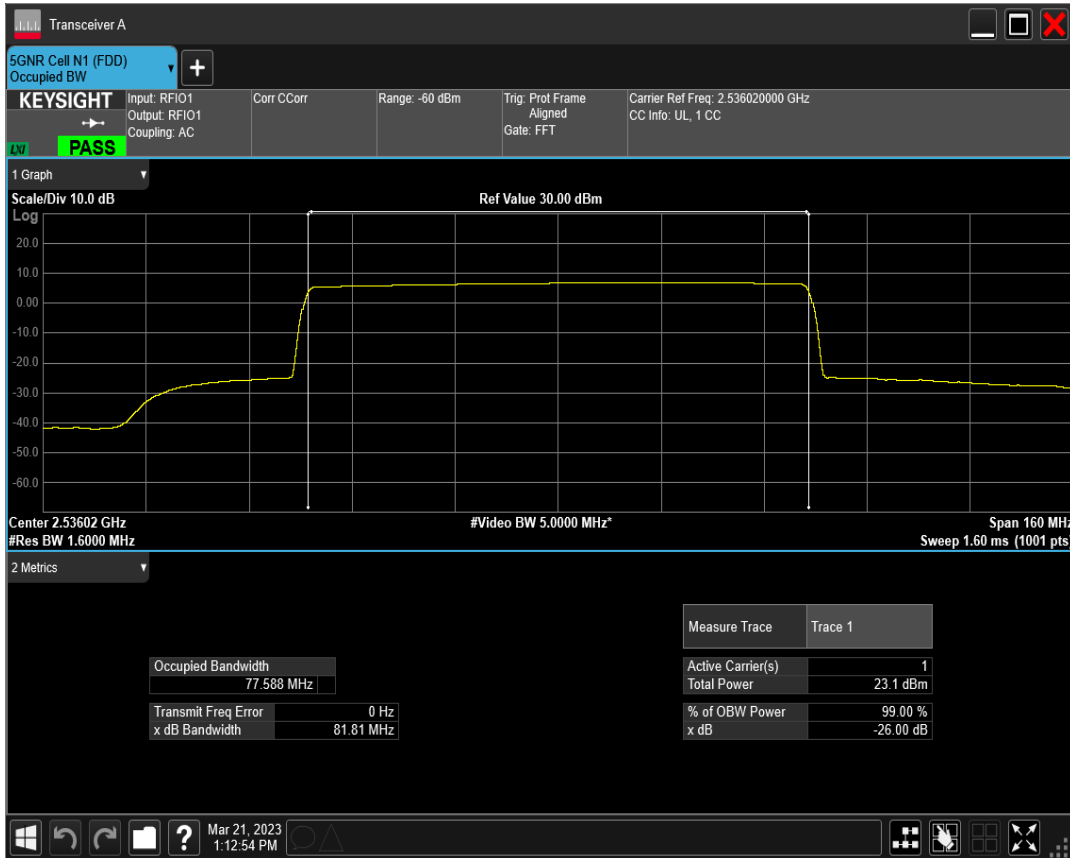 Transceiver A
5GNR Cell N1 (FDD)
Occupied BW
+
KEYSIGHT
LXI
PASS
Input: RFIO1
Output: RFIO1
Coupling: AC
Corr CCorr
Range: -60 dBm
Trig: Prot Frame
Aligned
Gate: FFT
Carrier Ref Freq: 2.536020000 GHz
CC Info: UL, 1 CC
1 Graph
Scale/Div 10.0 dB
Ref Value 30.00 dBm
Log
20.0
10.0
0.00
-10.0
-20.0
-30.0
-40.0
-50.0
-60.0
Center 2.53602 GHz
#Video BW 5.0000 MHz*
Span 160 MHz
#Res BW 1.6000 MHz
Sweep 1.60 ms (1001 pts)
2 Metrics
Measure Trace Trace 1
Occupied Bandwidth
77.588 MHz
Active Carrier(s) 1
Total Power 23.1 dBm
Transmit Freq Error 0 Hz
x dB Bandwidth 81.81 MHz
% of OBW Power 99.00 %
x dB -26.00 dB
?
Mar 21, 2023
1:12:54 PM